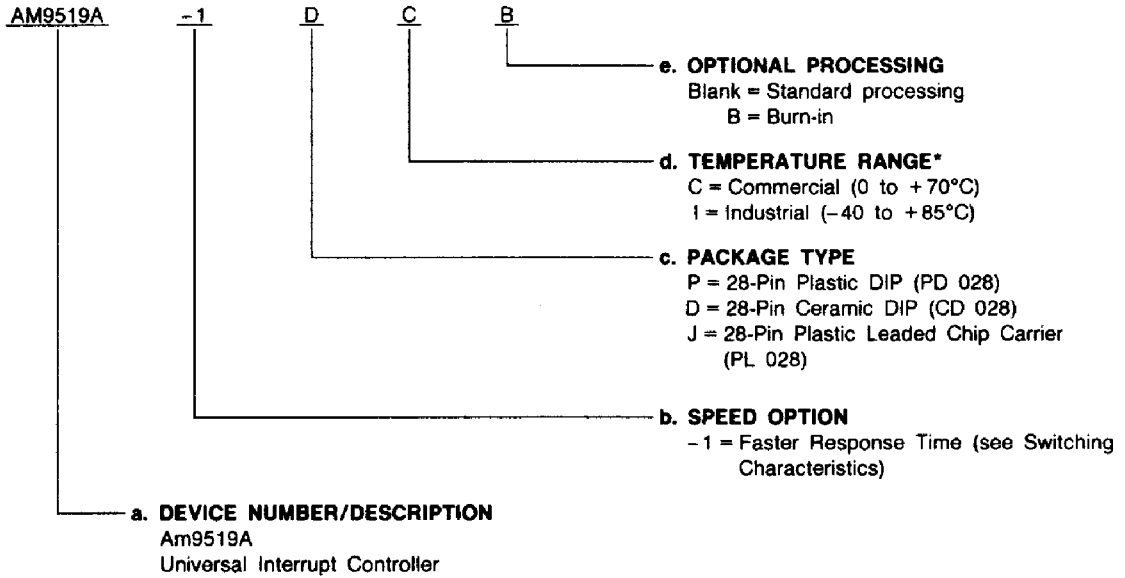 AM9519A -1 D C B
e. OPTIONAL PROCESSING
Blank = Standard processing
B = Burn-in
d. TEMPERATURE RANGE*
C = Commercial (0 to +70°C)
I = Industrial (-40 to +85°C)
c. PACKAGE TYPE
P = 28-Pin Plastic DIP (PD 028)
D = 28-Pin Ceramic DIP (CD 028)
J = 28-Pin Plastic Leaded Chip Carrier
(PL 028)
b. SPEED OPTION
-1 = Faster Response Time (see Switching
Characteristics)
a. DEVICE NUMBER/DESCRIPTION
Am9519A
Universal Interrupt Controller